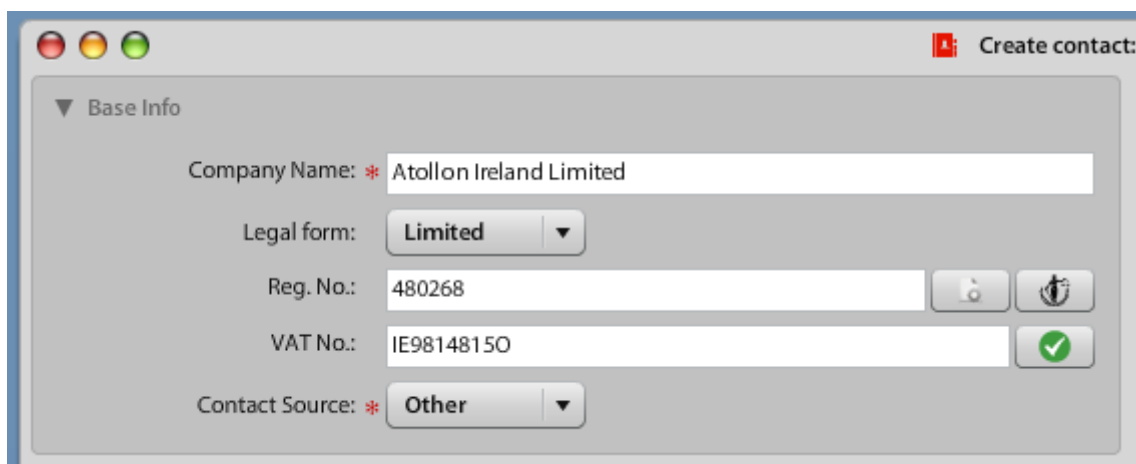 Create contact:
Base Info
Company Name: * Atollon Ireland Limited
Legal form: Limited
Reg. No.: 480268
VAT No.: IE9814815O
Contact Source: * Other